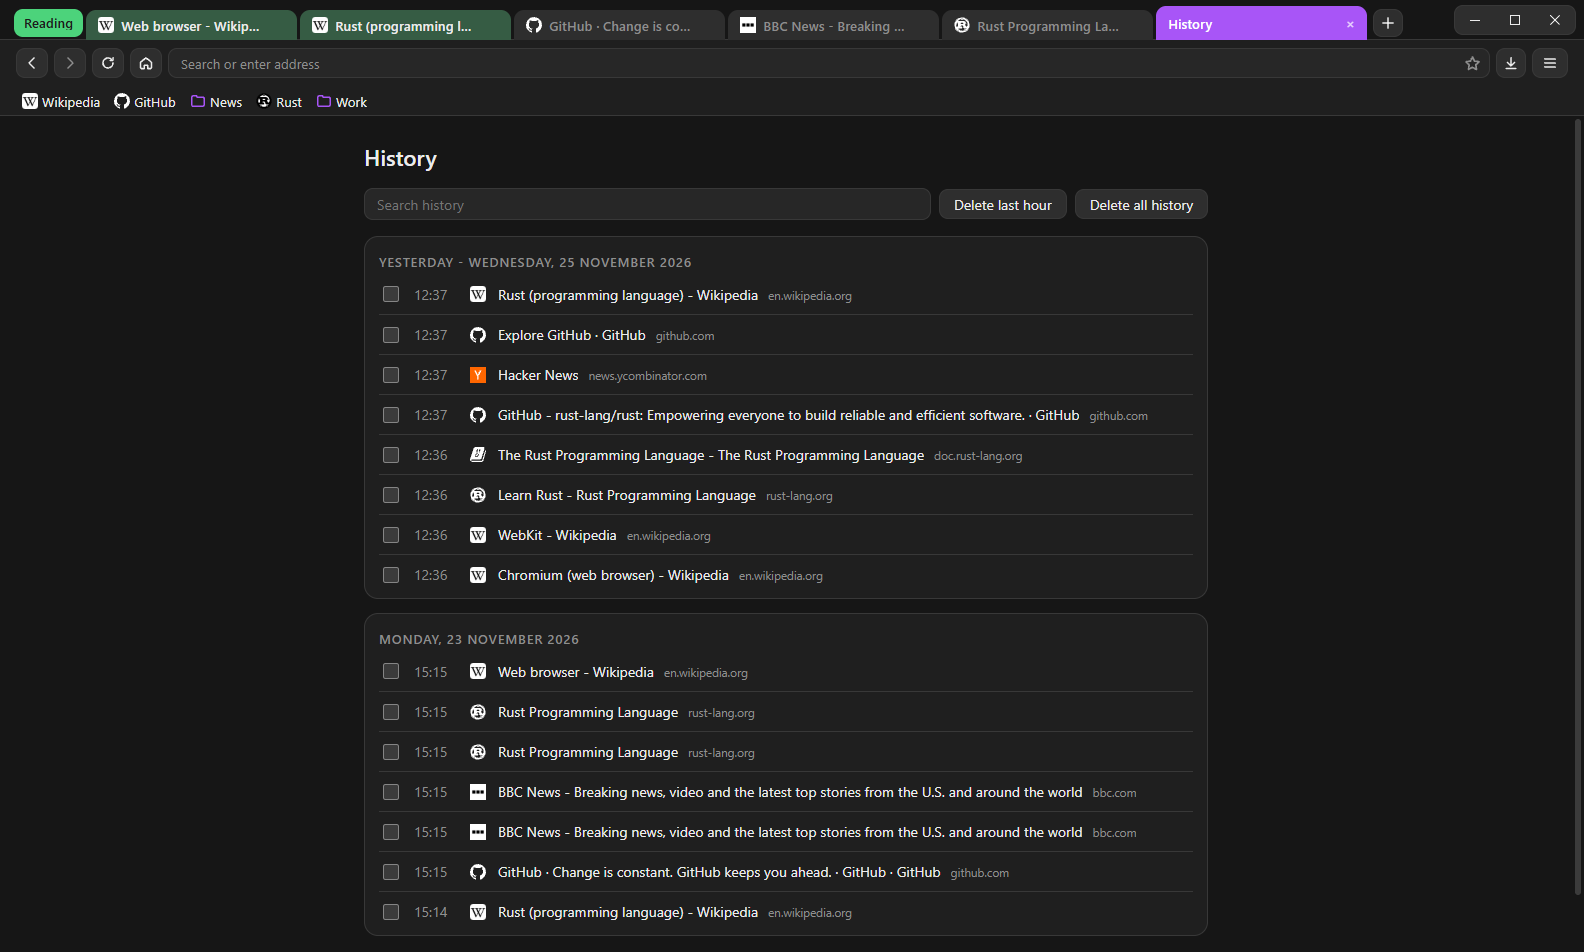 Reading
Web browser - Wikip...
Rust (programming l...
GitHub · Change is co...
BBC News - Breaking ...
Rust Programming La...
History
Search or enter address
Wikipedia
GitHub
News
Rust
Work
History
Search history
Delete last hour
Delete all history
YESTERDAY - WEDNESDAY, 25 NOVEMBER 2026
12:37 Rust (programming language) - Wikipedia en.wikipedia.org
12:37 Explore GitHub · GitHub github.com
12:37 Hacker News news.ycombinator.com
12:37 GitHub - rust-lang/rust: Empowering everyone to build reliable and efficient software. · GitHub github.com
12:36 The Rust Programming Language - The Rust Programming Language doc.rust-lang.org
12:36 Learn Rust - Rust Programming Language rust-lang.org
12:36 WebKit - Wikipedia en.wikipedia.org
12:36 Chromium (web browser) - Wikipedia en.wikipedia.org
MONDAY, 23 NOVEMBER 2026
15:15 Web browser - Wikipedia en.wikipedia.org
15:15 Rust Programming Language rust-lang.org
15:15 Rust Programming Language rust-lang.org
15:15 BBC News - Breaking news, video and the latest top stories from the U.S. and around the world bbc.com
15:15 BBC News - Breaking news, video and the latest top stories from the U.S. and around the world bbc.com
15:15 GitHub · Change is constant. GitHub keeps you ahead. · GitHub · GitHub github.com
15:14 Rust (programming language) - Wikipedia en.wikipedia.org